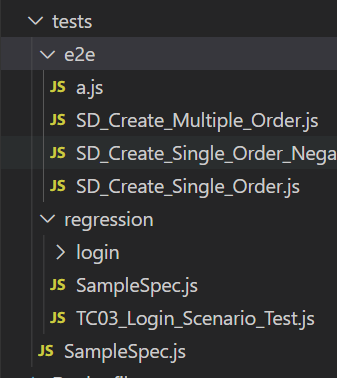 tests
e2e
JS a.js
JS SD_Create_Multiple_Order.js
JS SD_Create_Single_Order_Nega
JS SD_Create_Single_Order.js
regression
login
JS SampleSpec.js
JS TC03_Login_Scenario_Test.js
JS SampleSpec.js